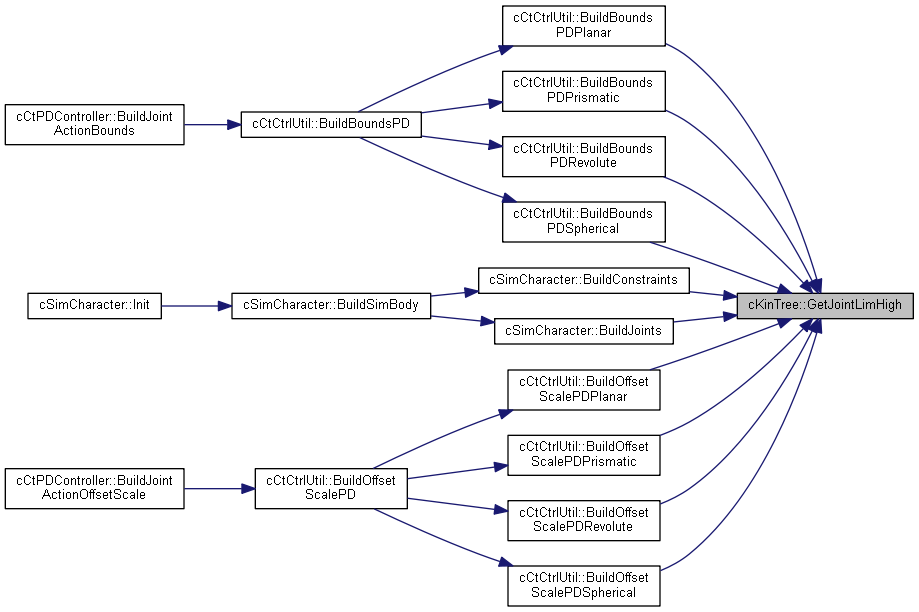 cCtCtrlUtil::BuildBounds
PDPlanar
cCtCtrlUtil::BuildBounds
PDPrismatic
cCtPDController::BuildJoint
ActionBounds
cCtCtrlUtil::BuildBoundsPD
cCtCtrlUtil::BuildBounds
PDRevolute
cCtCtrlUtil::BuildBounds
PDSpherical
cSimCharacter::BuildConstraints
cSimCharacter::Init
cSimCharacter::BuildSimBody
cKinTree::GetJointLimHigh
cSimCharacter::BuildJoints
cCtCtrlUtil::BuildOffset
ScalePDPlanar
cCtCtrlUtil::BuildOffset
ScalePDPrismatic
cCtPDController::BuildJoint
ActionOffsetScale
cCtCtrlUtil::BuildOffset
ScalePD
cCtCtrlUtil::BuildOffset
ScalePDRevolute
cCtCtrlUtil::BuildOffset
ScalePDSpherical